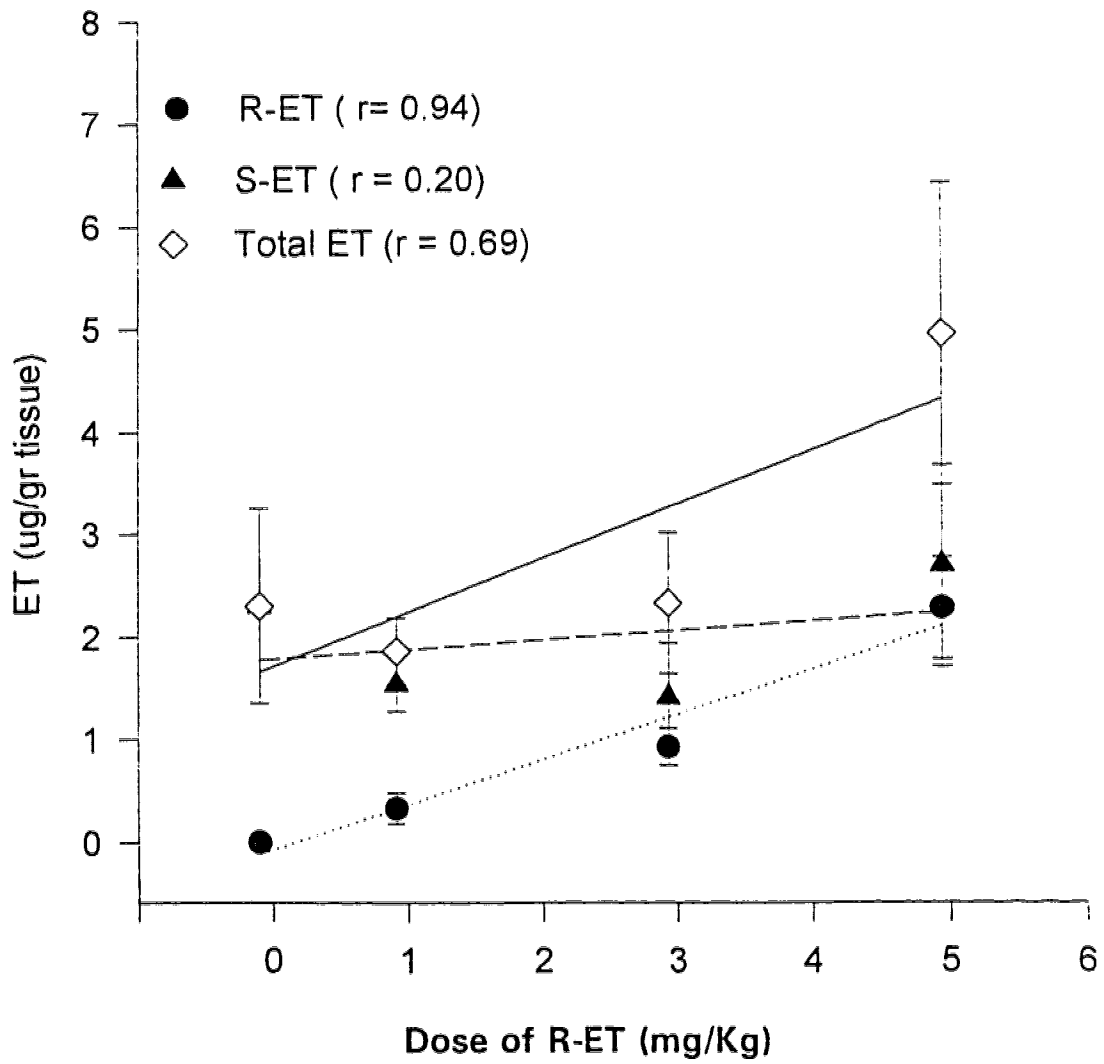 8
7
6
5
4
3
2
1
0
ET (ug/gr tissue)
R-ET ( r= 0.94)
S-ET ( r = 0.20)
Total ET (r = 0.69)
0 1 2 3 4 5 6
Dose of R-ET (mg/Kg)